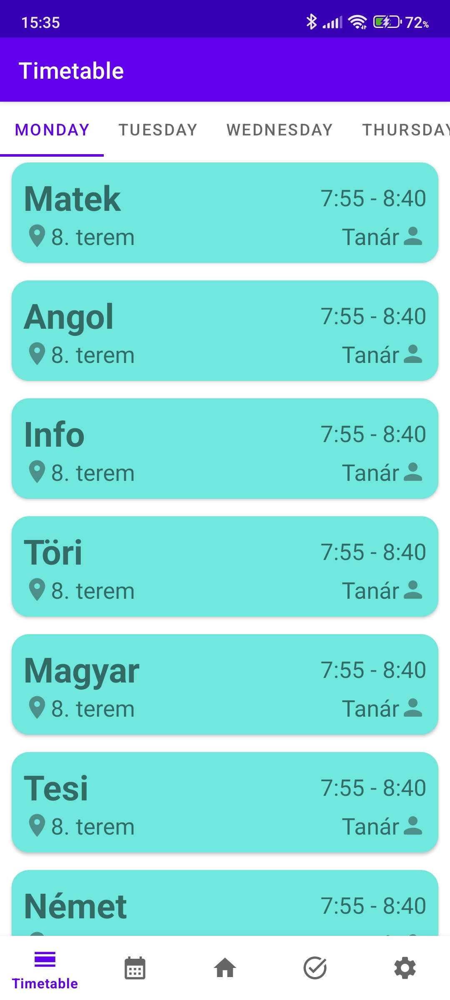 15:35 72%
Timetable
MONDAY TUESDAY WEDNESDAY THURSDAY
Matek 7:55 - 8:40
8. terem Tanár
Angol 7:55 - 8:40
8. terem Tanár
Info 7:55 - 8:40
8. terem Tanár
Töri 7:55 - 8:40
8. terem Tanár
Magyar 7:55 - 8:40
8. terem Tanár
Tesi 7:55 - 8:40
8. terem Tanár
Német 7:55 - 8:40
Timetable